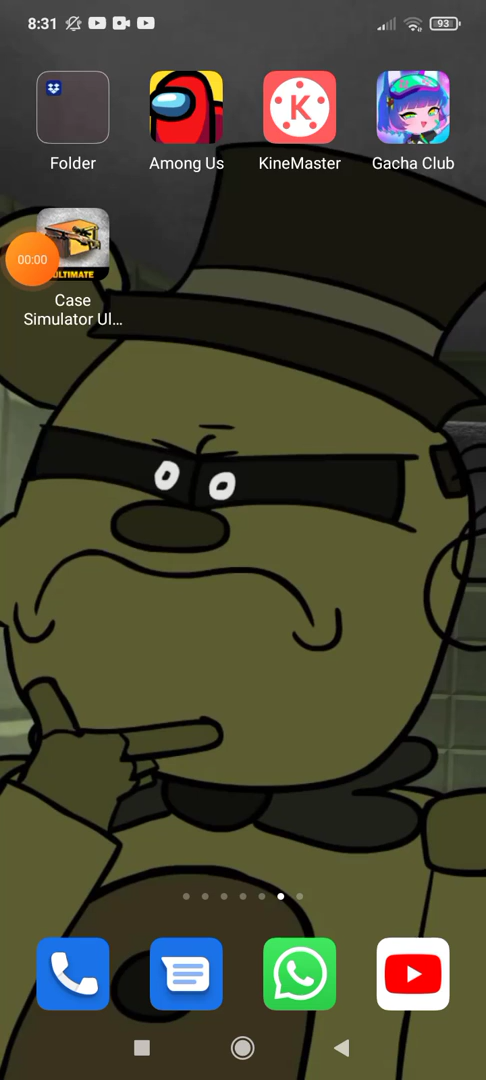 8:31
93
Folder
Among Us
K
KineMaster
Gacha Club
00:00
ULTIMATE
Case
Simulator Ul...